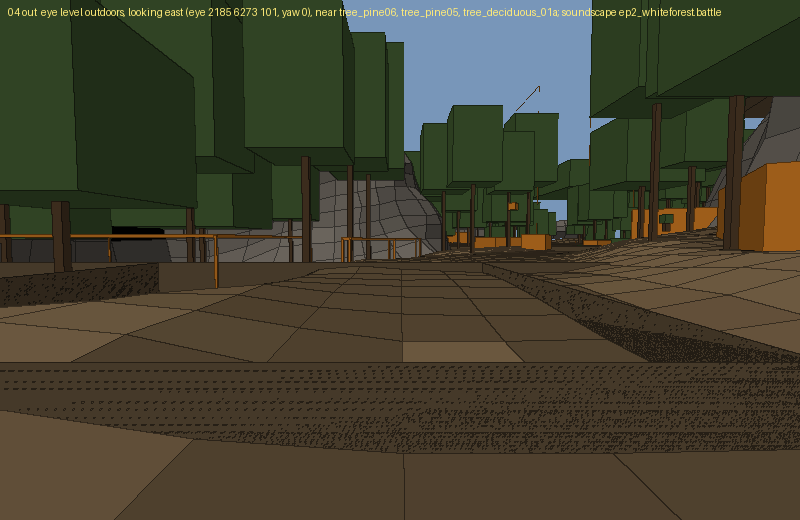 04 out eye level outdoors, looking east (eye 2185 6273 101, yaw 0), near tree_pine06, tree_pine05, tree_deciduous_01a; soundscape ep2_whiteforest.battle